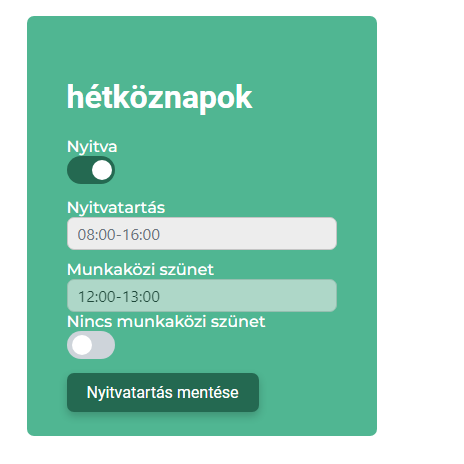 hétköznapok
Nyitva
Nyitvatartás
08:00-16:00
Munkaközi szünet
12:00-13:00
Nincs munkaközi szünet
Nyitvatartás mentése